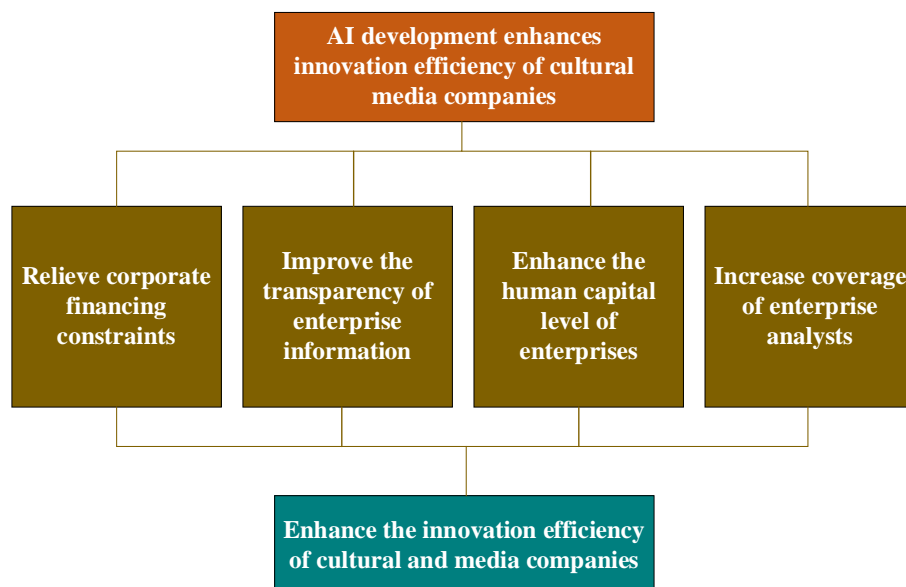 AI development enhances
innovation efficiency of cultural
media companies
Relieve corporate
financing
constraints
Improve the
transparency of
enterprise
information
Enhance the
human capital
level of
enterprises
Increase coverage
of enterprise
analysts
Enhance the innovation efficiency
of cultural and media companies